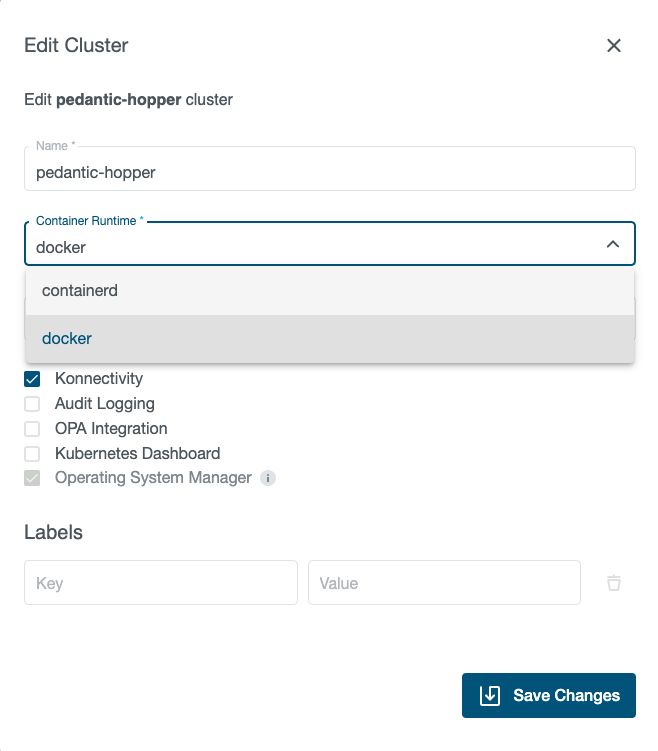 Edit Cluster
Edit pedantic-hopper cluster
Name *
pedantic-hopper
Container Runtime *
docker
containerd
docker
Konnectivity
Audit Logging
OPA Integration
Kubernetes Dashboard
Operating System Manager i
Labels
Key Value
Save Changes